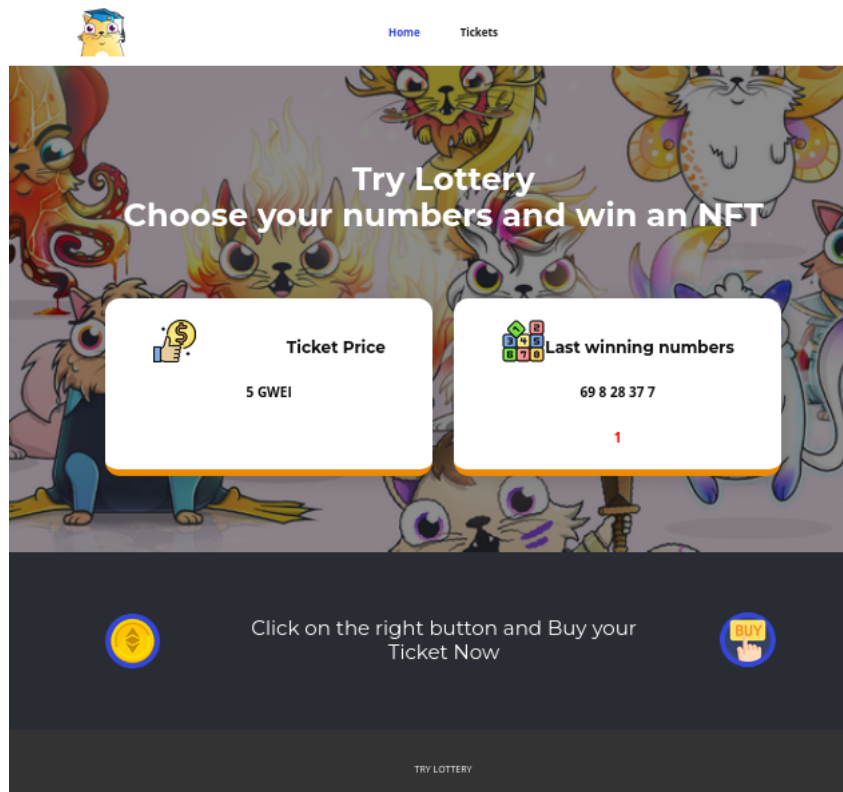 Home Tickets
Try Lottery
Choose your numbers and win an NFT
Ticket Price
5 GWEI
Last winning numbers
69 8 28 37 7
1
Click on the right button and Buy your
Ticket Now
BUY
TRY LOTTERY